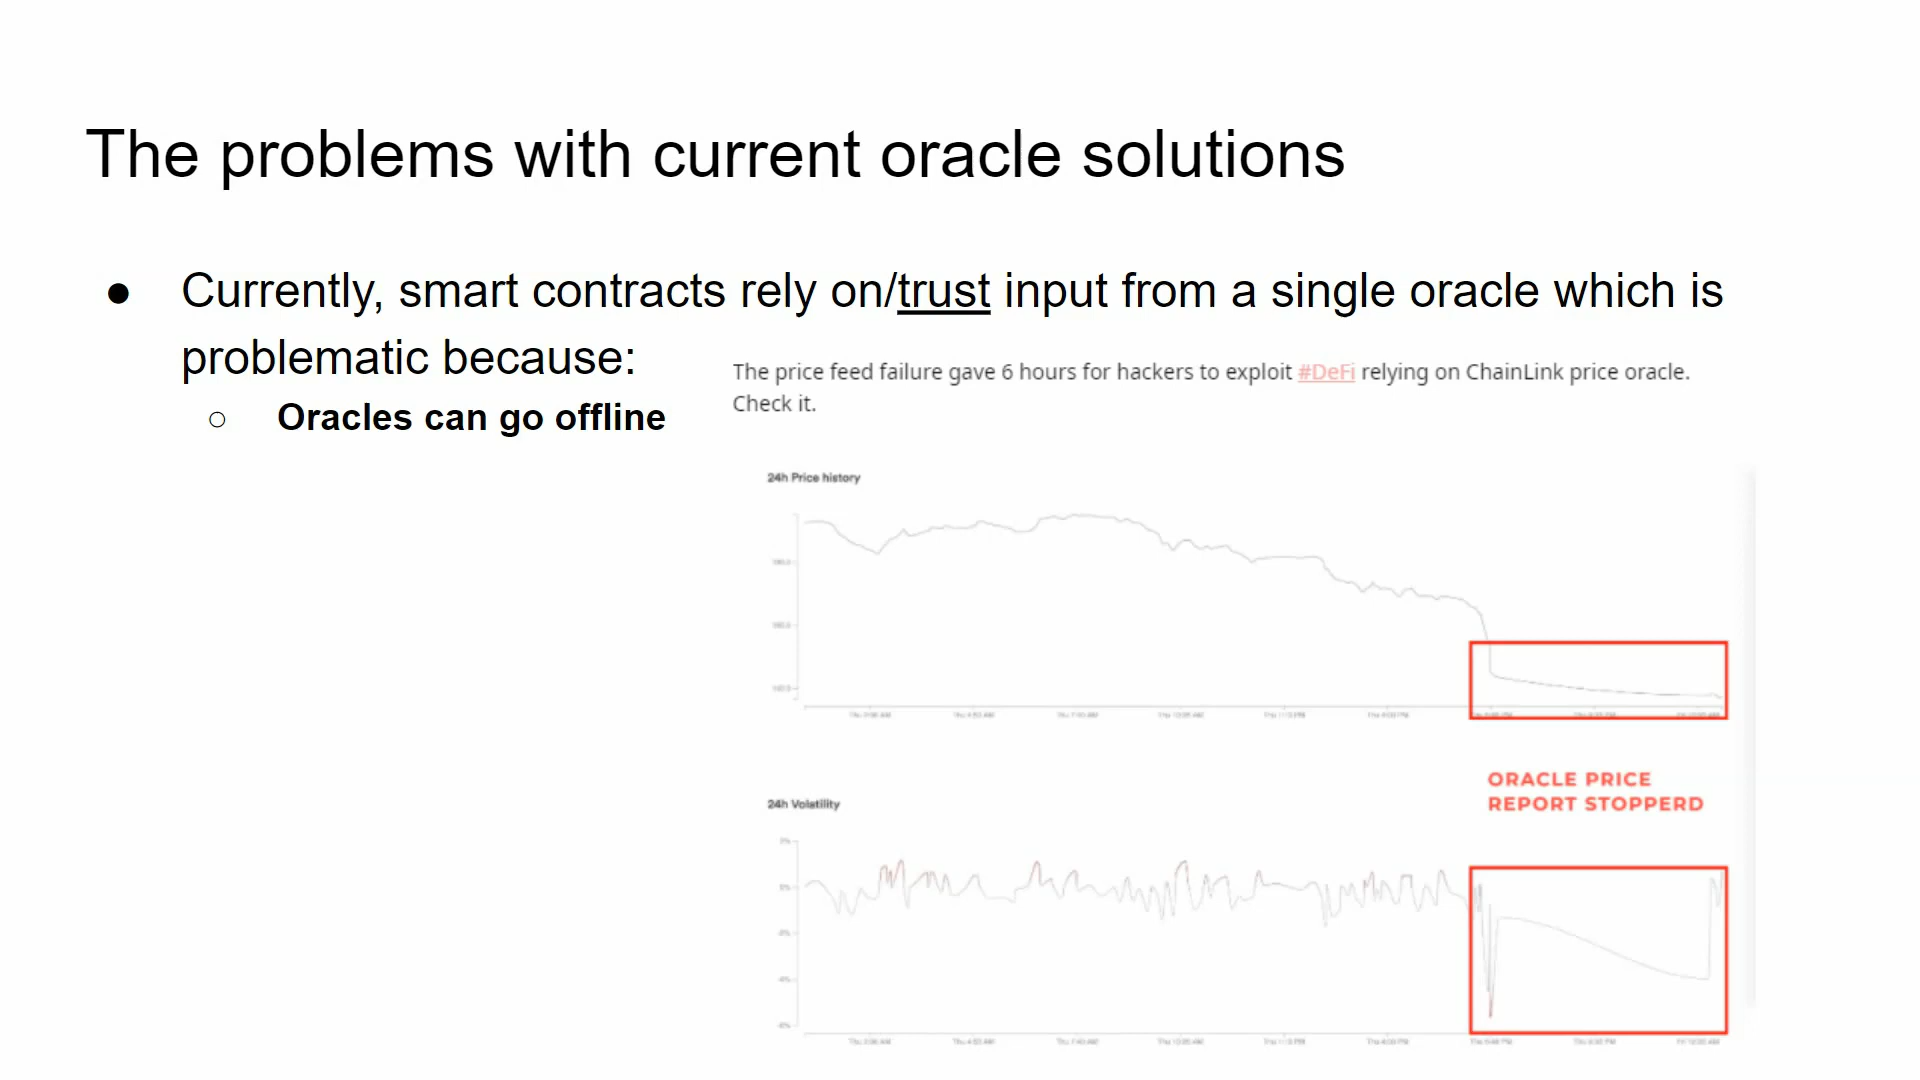 The problems with current oracle solutions
● Currently, smart contracts rely on/trust input from a single oracle which is
problematic because:
○ Oracles can go offline
The price feed failure gave 6 hours for hackers to exploit #DeFi relying on ChainLink price oracle.
Check it.
24h Price history
ORACLE PRICE
REPORT STOPPERD
24h Volatility